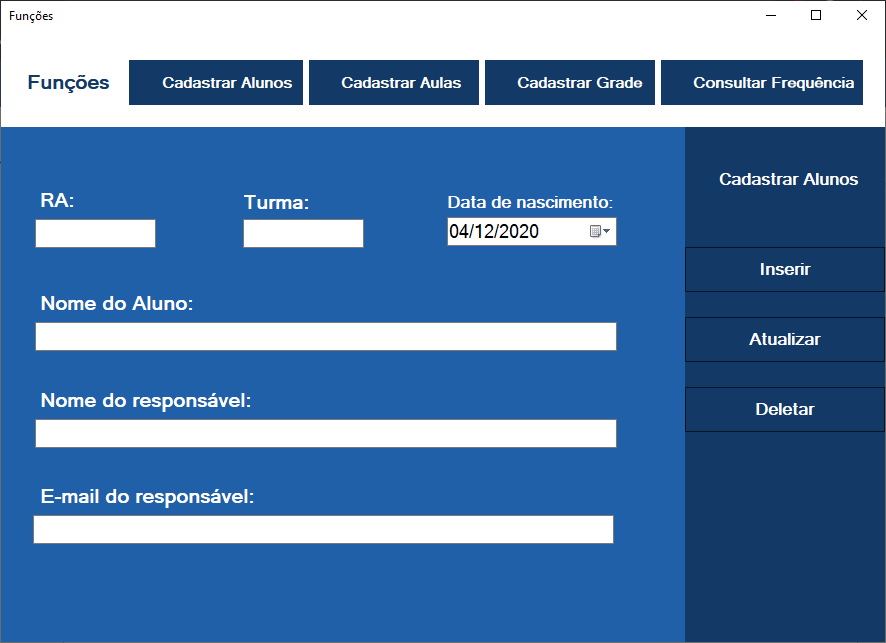 Funções
Funções
Cadastrar Alunos
Cadastrar Aulas
Cadastrar Grade
Consultar Frequência
RA:
Turma:
Data de nascimento:
04/12/2020
Nome do Aluno:
Nome do responsável:
E-mail do responsável:
Cadastrar Alunos
Inserir
Atualizar
Deletar